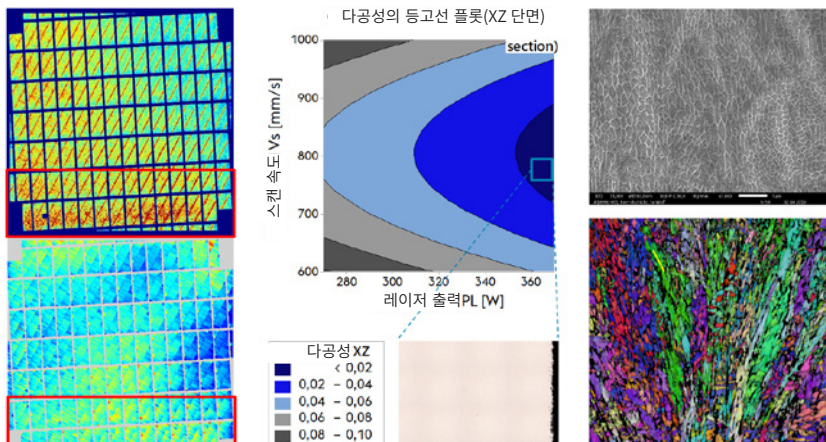 다공성의 등고선 플롯(XZ 단면)
section)
1000
900
800
700
600
스캔 속도 Vs [mm/s]
280 300 320 340 360
레이저 출력PL [W]
다공성XZ
< 0,02
0,02 – 0,04
0,04 – 0,06
0,06 – 0,08
0,08 – 0,10